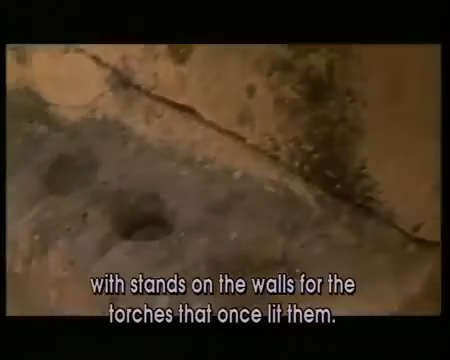 with stands on the walls for the
torches that once lit them.